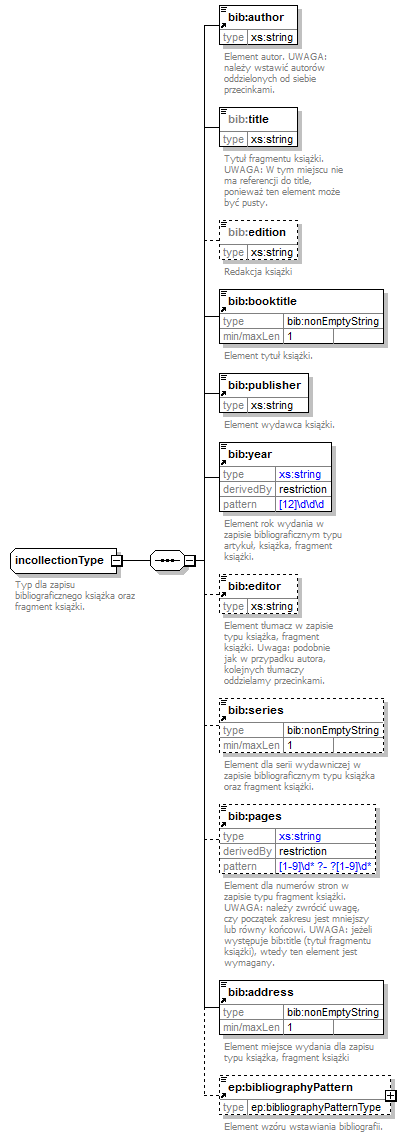 bib:author
type xs:string
Element autor. UWAGA:
należy wstawić autorów
oddzielonych od siebie
przecinkami.
bib:title
type xs:string
Tytuł fragmentu książki.
UWAGA: W tym miejscu nie
ma referencji do title,
ponieważ ten element może
być pusty.
bib:edition
type xs:string
Redakcja książki
bib:booktitle
type bib:nonEmptyString
min/maxLen 1
Element tytuł książki.
bib:publisher
type xs:string
Element wydawca książki.
bib:year
type xs:string
derivedBy restriction
pattern [12]\d\d\d
Element rok wydania w
zapisie bibliograficznym typu
artykuł, książka, fragment
książki.
incollectionType
Typ dla zapisu
bibliograficznego książka oraz
fragment książki.
bib:editor
type xs:string
Element tłumacz w zapisie
typu książka, fragment
książki. Uwaga: podobnie
jak w przypadku autora,
kolejnych tłumaczy
oddzielamy przecinkami.
bib:series
type bib:nonEmptyString
min/maxLen 1
Element dla serii wydawniczej w
zapisie bibliograficznym typu książka
oraz fragment książki.
bib:pages
type xs:string
derivedBy restriction
pattern [1-9]\d* ?- ?[1-9]\d*
Element dla numerów stron w
zapisie typu fragment książki.
UWAGA: należy zwrócić uwagę,
czy początek zakresu jest mniejszy
lub równy końcowi. UWAGA: jeżeli
występuje bib:title (tytuł fragmentu
książki), wtedy ten element jest
wymagany.
bib:address
type bib:nonEmptyString
min/maxLen 1
Element miejsce wydania dla zapisu
typu książka, fragment książki
ep:bibliographyPattern
type ep:bibliographyPatternType
Element wzóru wstawiania bibliografii.